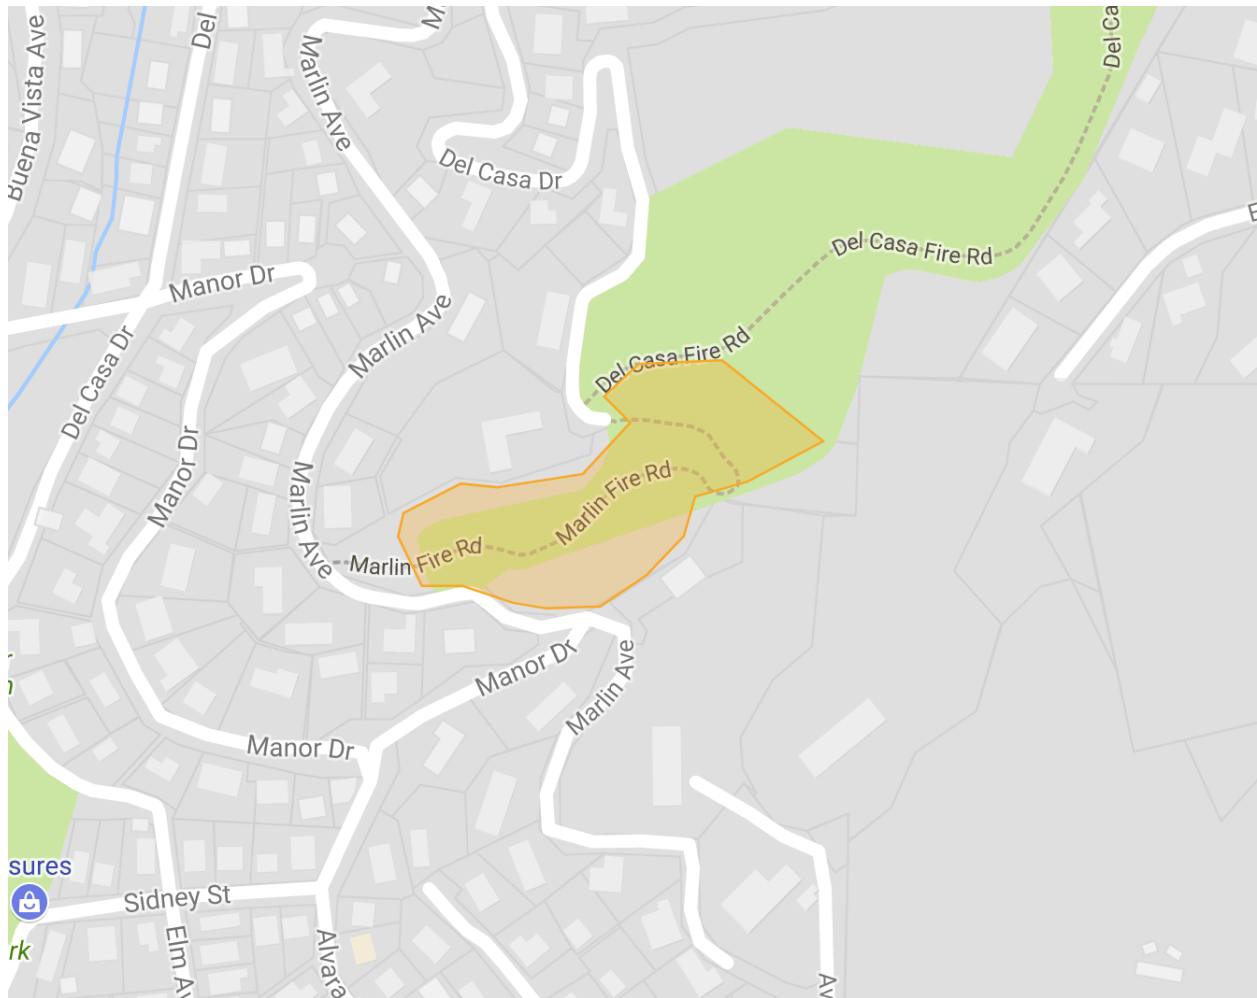 Del
M
Del Ca
Buena Vista Ave
Marlin Ave
Del Casa Dr
E
Del Casa Fire Rd
Manor Dr
Marlin Ave
Del Casa Fire Rd
Del Casa Dr
Manor Dr
Marlin Ave
Marlin Fire Rd
Marlin Fire Rd
Manor Dr
Marlin Ave
Manor Dr
sures
Sidney St
rk
Elm Av
Alvara
Av